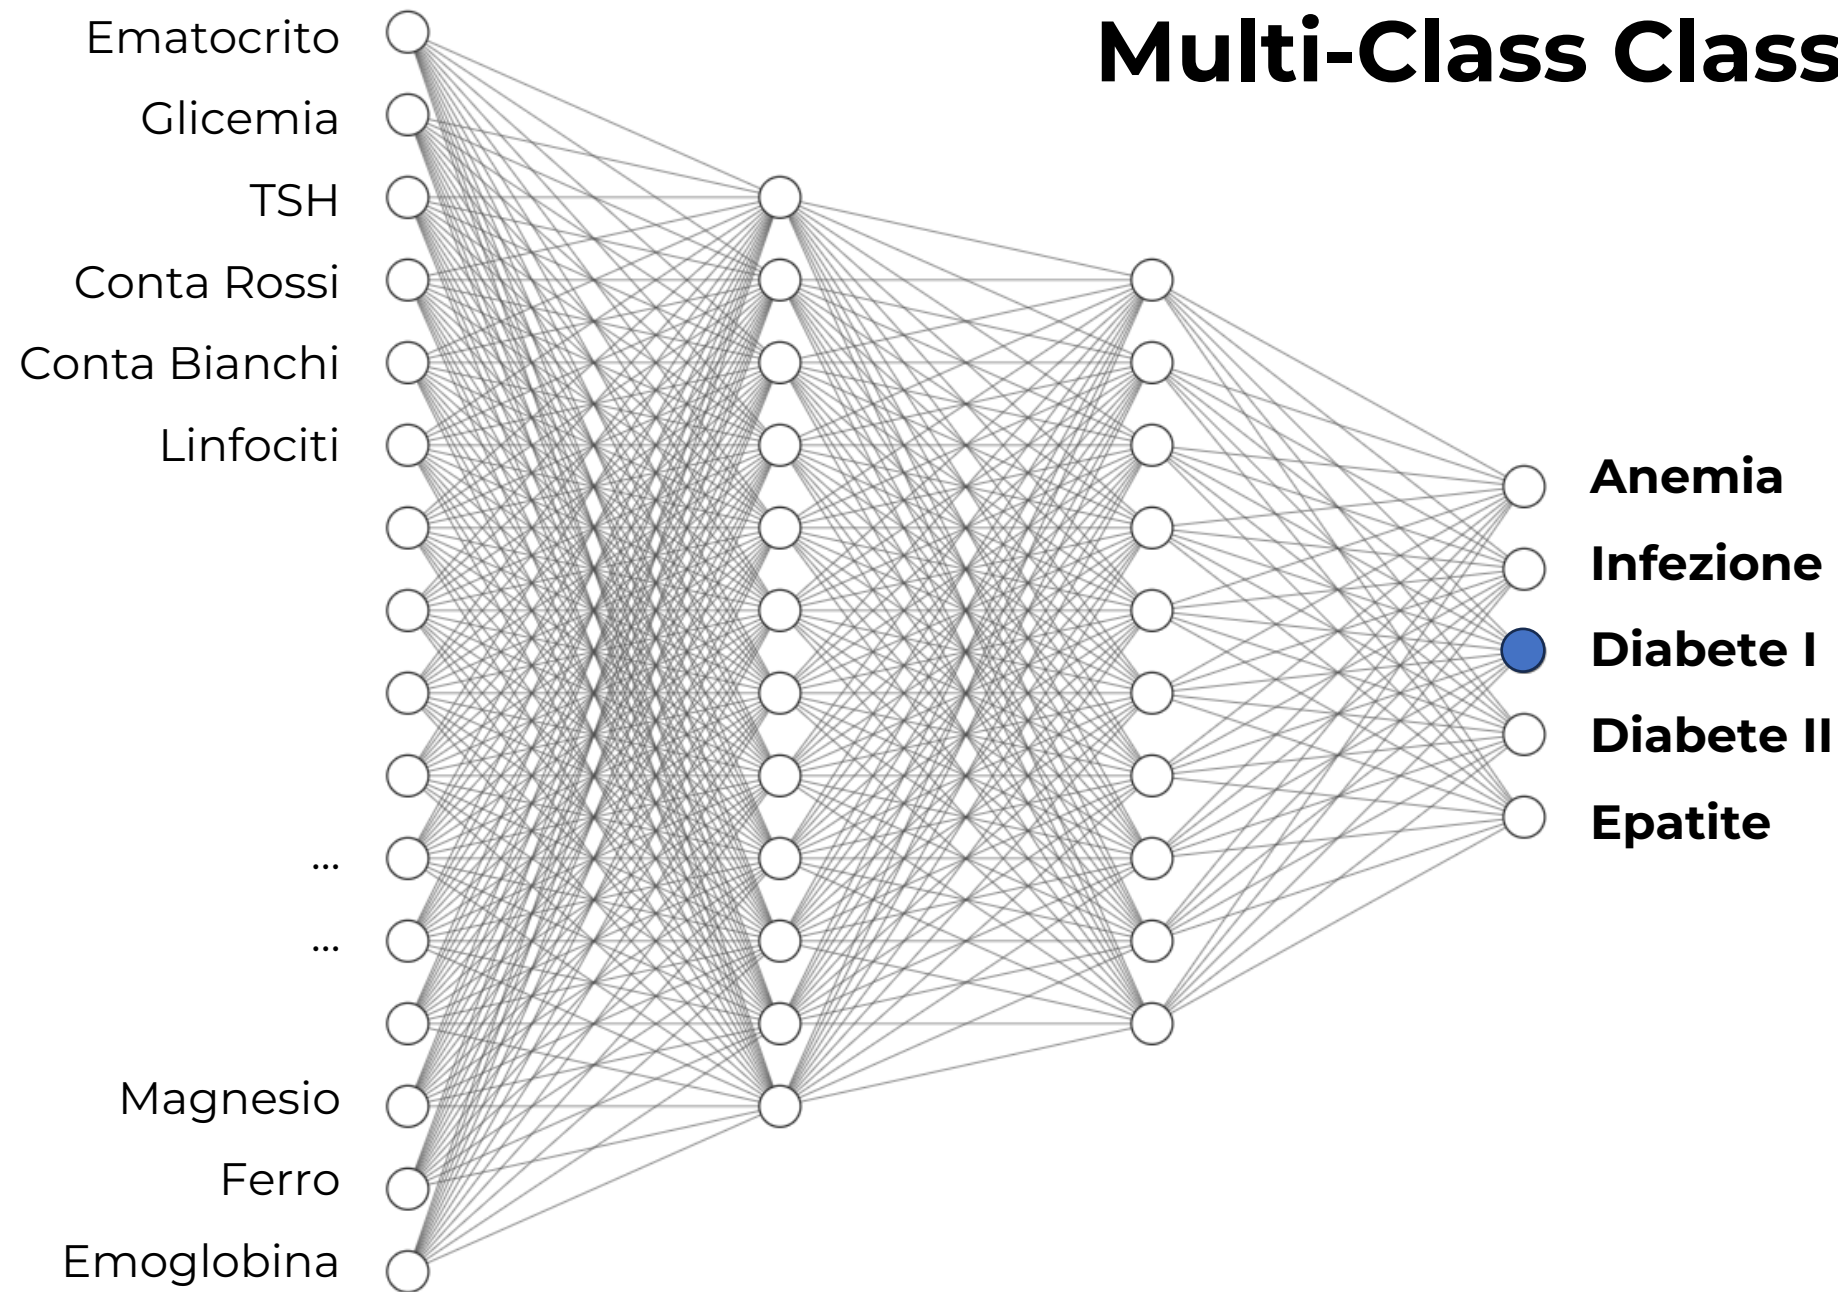 Multi-Class Class
Ematocrito
Glicemia
TSH
Conta Rossi
Conta Bianchi
Linfociti
...
...
Magnesio
Ferro
Emoglobina
Anemia
Infezione
Diabete I
Diabete II
Epatite